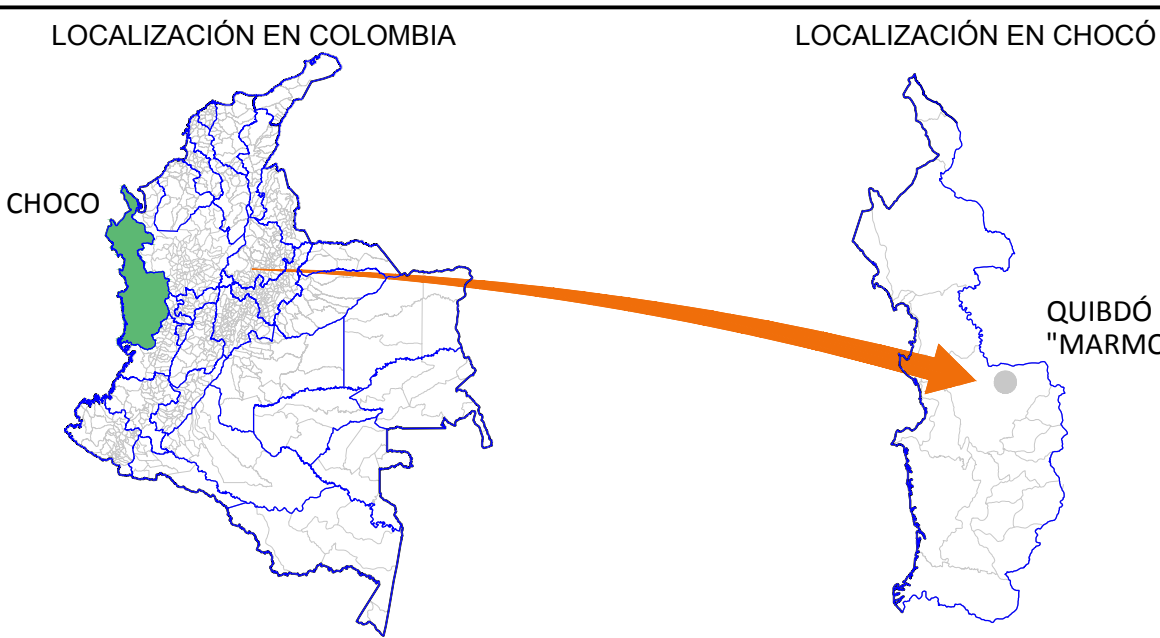 LOCALIZACIÓN EN COLOMBIA
LOCALIZACIÓN EN CHOCÓ
CHOCO
QUIBDÓ
"MARMO